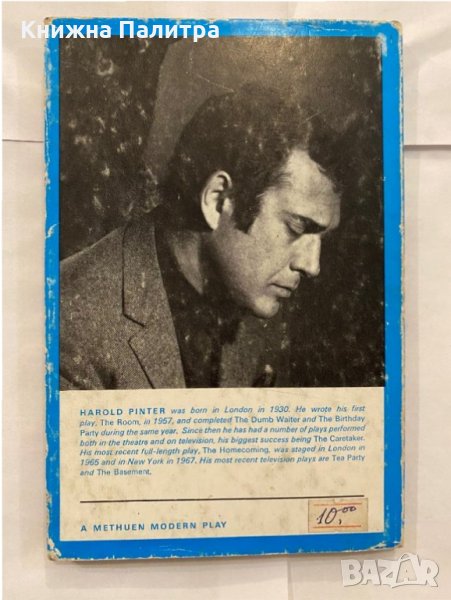 Книжна Палитра
HAROLD PINTER was born in London in 1930. He wrote his first
play, The Room, in 1957, and completed The Dumb Waiter and The Birthday
Party during the same year. Since then he has had a number of plays performed
both in the theatre and on television, his biggest success being The Caretaker.
His most recent full-length play, The Homecoming, was staged in London in
1965 and in New York in 1967. His most recent television plays are Tea Party
and The Basement.
10,00
A METHUEN MODERN PLAY
BAZAR